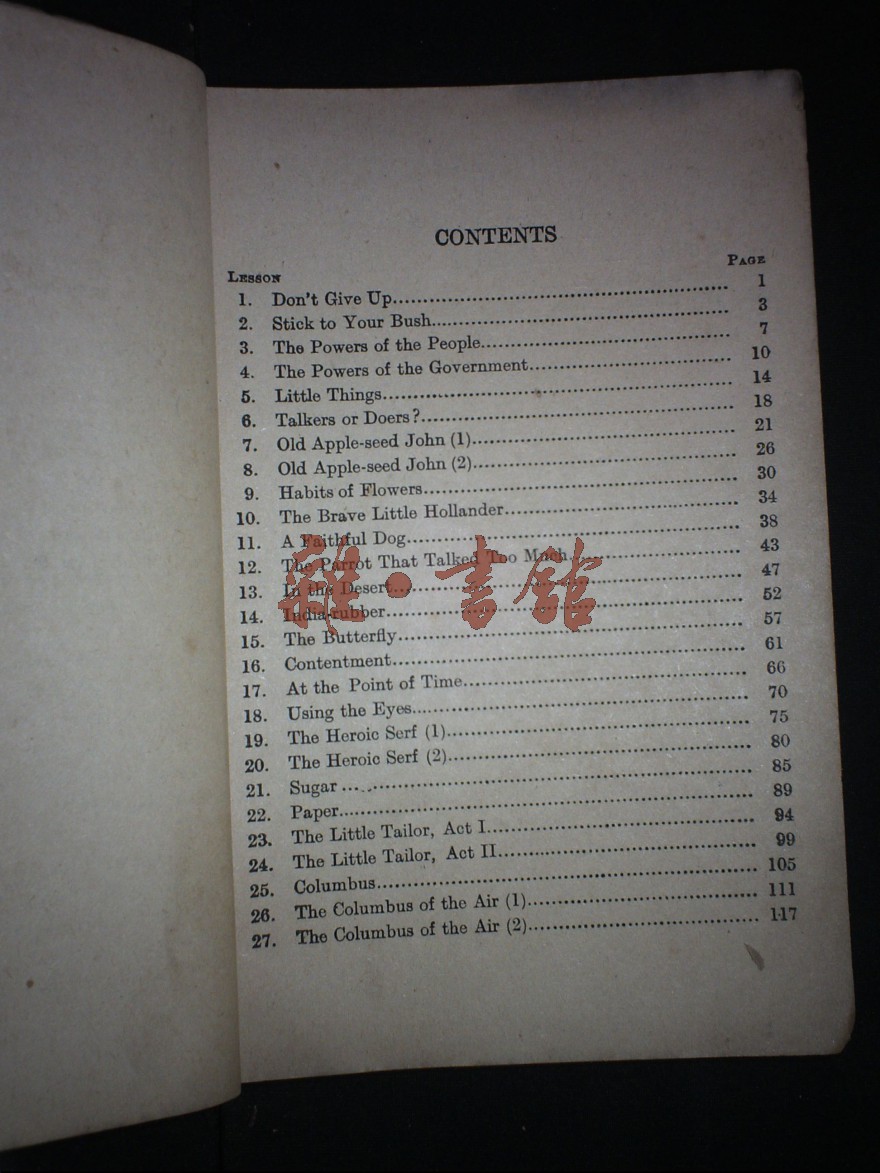 CONTENTS
LESSON PAGE
1. Don't Give Up........ 1
2. Stick to Your Bush........ 3
3. The Powers of the People........ 7
4. The Powers of the Government........ 10
5. Little Things........ 14
6. Talkers or Doers?........ 18
7. Old Apple-seed John (1)........ 21
8. Old Apple-seed John (2)........ 26
9. Habits of Flowers........ 30
10. The Brave Little Hollander........ 34
11. A Faithful Dog........ 38
12. The Parrot That Talked Too Much........ 43
13. In the Desert........ 47
14. India-rubber........ 52
15. The Butterfly........ 57
16. Contentment........ 61
17. At the Point of Time........ 66
18. Using the Eyes........ 70
19. The Heroic Serf (1)........ 75
20. The Heroic Serf (2)........ 80
21. Sugar........ 85
22. Paper........ 89
23. The Little Tailor, Act I........ 94
24. The Little Tailor, Act II........ 99
25. Columbus........ 105
26. The Columbus of the Air (1)........ 111
27. The Columbus of the Air (2)........ 117
雜·書館